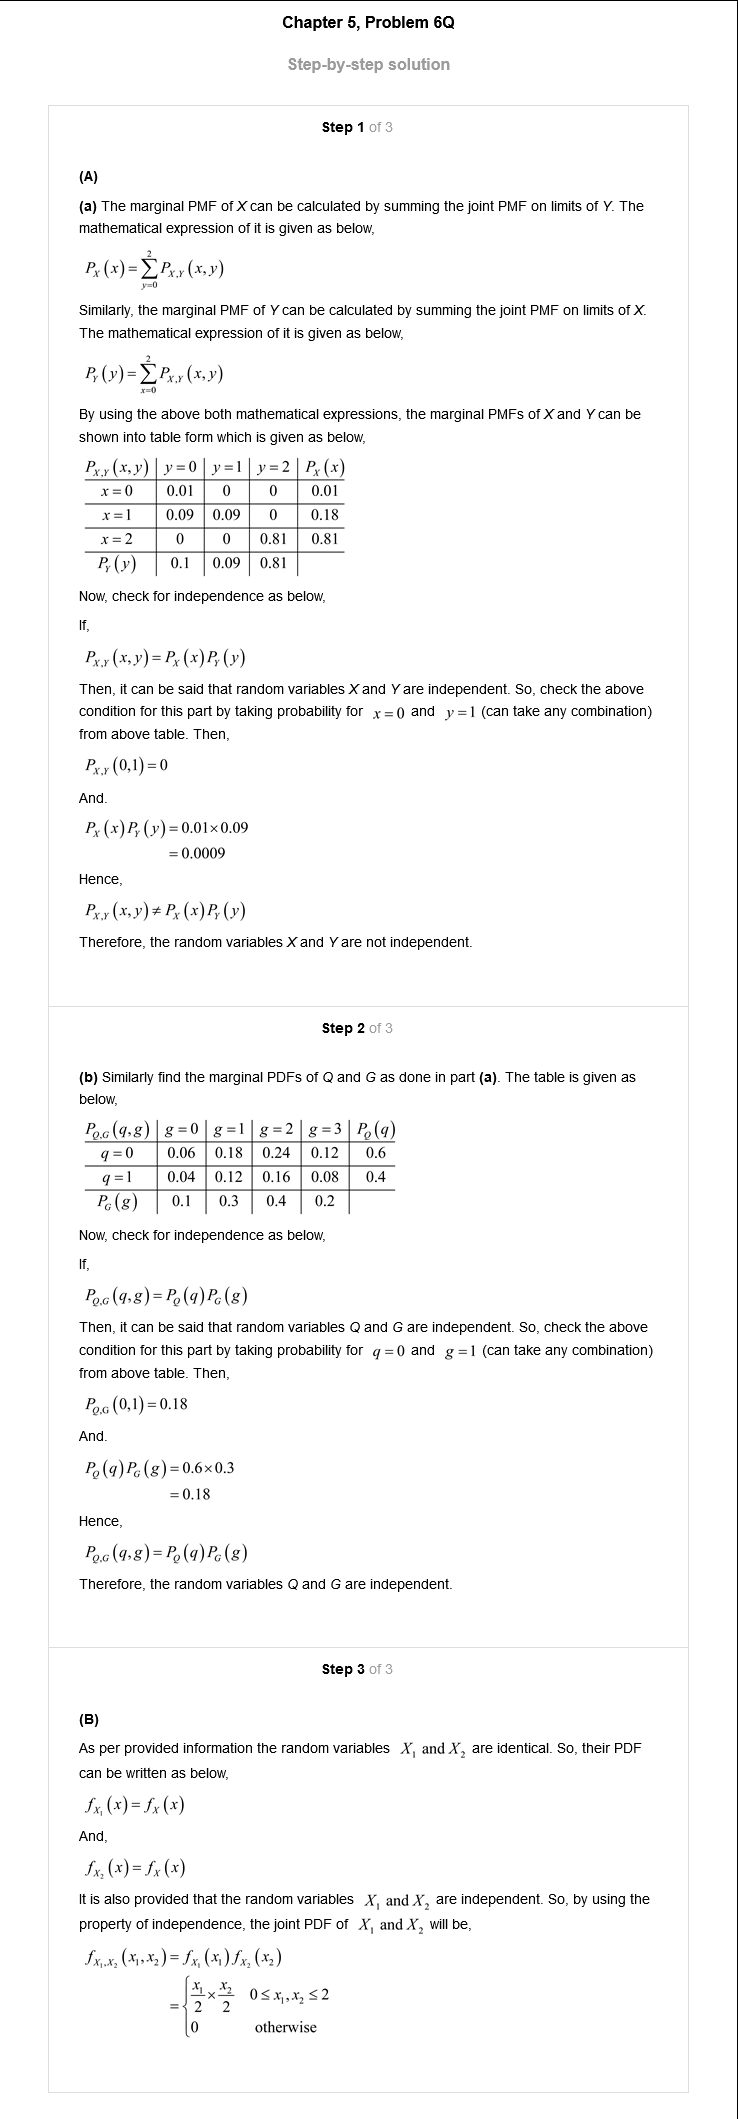 Chapter 5, Problem 6Q
Step-by-step solution
Step 1 of 3
(A)
(a) The marginal PMF of X can be calculated by summing the joint PMF on limits of Y. The
mathematical expression of it is given as below,
P_X (x) = ∑_{y=0}^{2} P_{X,Y} (x, y)
Similarly, the marginal PMF of Y can be calculated by summing the joint PMF on limits of X.
The mathematical expression of it is given as below,
P_Y (y) = ∑_{x=0}^{2} P_{X,Y} (x, y)
By using the above both mathematical expressions, the marginal PMFs of X and Y can be
shown into table form which is given as below,
P_{X,Y} (x, y) | y = 0 | y = 1 | y = 2 | P_X (x)
x = 0 | 0.01 | 0 | 0 | 0.01
x = 1 | 0.09 | 0.09 | 0 | 0.18
x = 2 | 0 | 0 | 0.81 | 0.81
P_Y (y) | 0.1 | 0.09 | 0.81 |
Now, check for independence as below,
If,
P_{X,Y} (x, y) = P_X (x) P_Y (y)
Then, it can be said that random variables X and Y are independent. So, check the above
condition for this part by taking probability for x = 0 and y = 1 (can take any combination)
from above table. Then,
P_{X,Y} (0,1) = 0
And.
P_X (x) P_Y (y) = 0.01 × 0.09
= 0.0009
Hence,
P_{X,Y} (x, y) ≠ P_X (x) P_Y (y)
Therefore, the random variables X and Y are not independent.
Step 2 of 3
(b) Similarly find the marginal PDFs of Q and G as done in part (a). The table is given as
below,
P_{Q,G} (q, g) | g = 0 | g = 1 | g = 2 | g = 3 | P_Q (q)
q = 0 | 0.06 | 0.18 | 0.24 | 0.12 | 0.6
q = 1 | 0.04 | 0.12 | 0.16 | 0.08 | 0.4
P_G (g) | 0.1 | 0.3 | 0.4 | 0.2 |
Now, check for independence as below,
If,
P_{Q,G} (q, g) = P_Q (q) P_G (g)
Then, it can be said that random variables Q and G are independent. So, check the above
condition for this part by taking probability for q = 0 and g = 1 (can take any combination)
from above table. Then,
P_{Q,G} (0,1) = 0.18
And.
P_Q (q) P_G (g) = 0.6 × 0.3
= 0.18
Hence,
P_{Q,G} (q, g) = P_Q (q) P_G (g)
Therefore, the random variables Q and G are independent.
Step 3 of 3
(B)
As per provided information the random variables X_1 and X_2 are identical. So, their PDF
can be written as below,
f_{X_1} (x) = f_X (x)
And,
f_{X_2} (x) = f_X (x)
It is also provided that the random variables X_1 and X_2 are independent. So, by using the
property of independence, the joint PDF of X_1 and X_2 will be,
f_{X_1,X_2} (x_1, x_2) = f_{X_1} (x_1) f_{X_2} (x_2)
= { x_1/2 × x_2/2 0 ≤ x_1, x_2 ≤ 2
0 otherwise